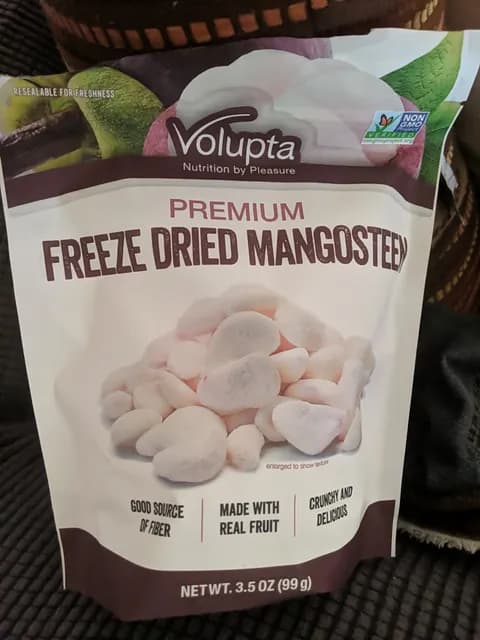 RESEALABLE FOR FRESHNESS
Volupta
Nutrition by Pleasure
NON
GMO
VERIFIED
PREMIUM
FREEZE DRIED MANGOSTEEN
enlarged to show texture
GOOD SOURCE
OF FIBER
MADE WITH
REAL FRUIT
CRUNCHY AND
DELICIOUS
NET WT. 3.5 OZ (99 g)